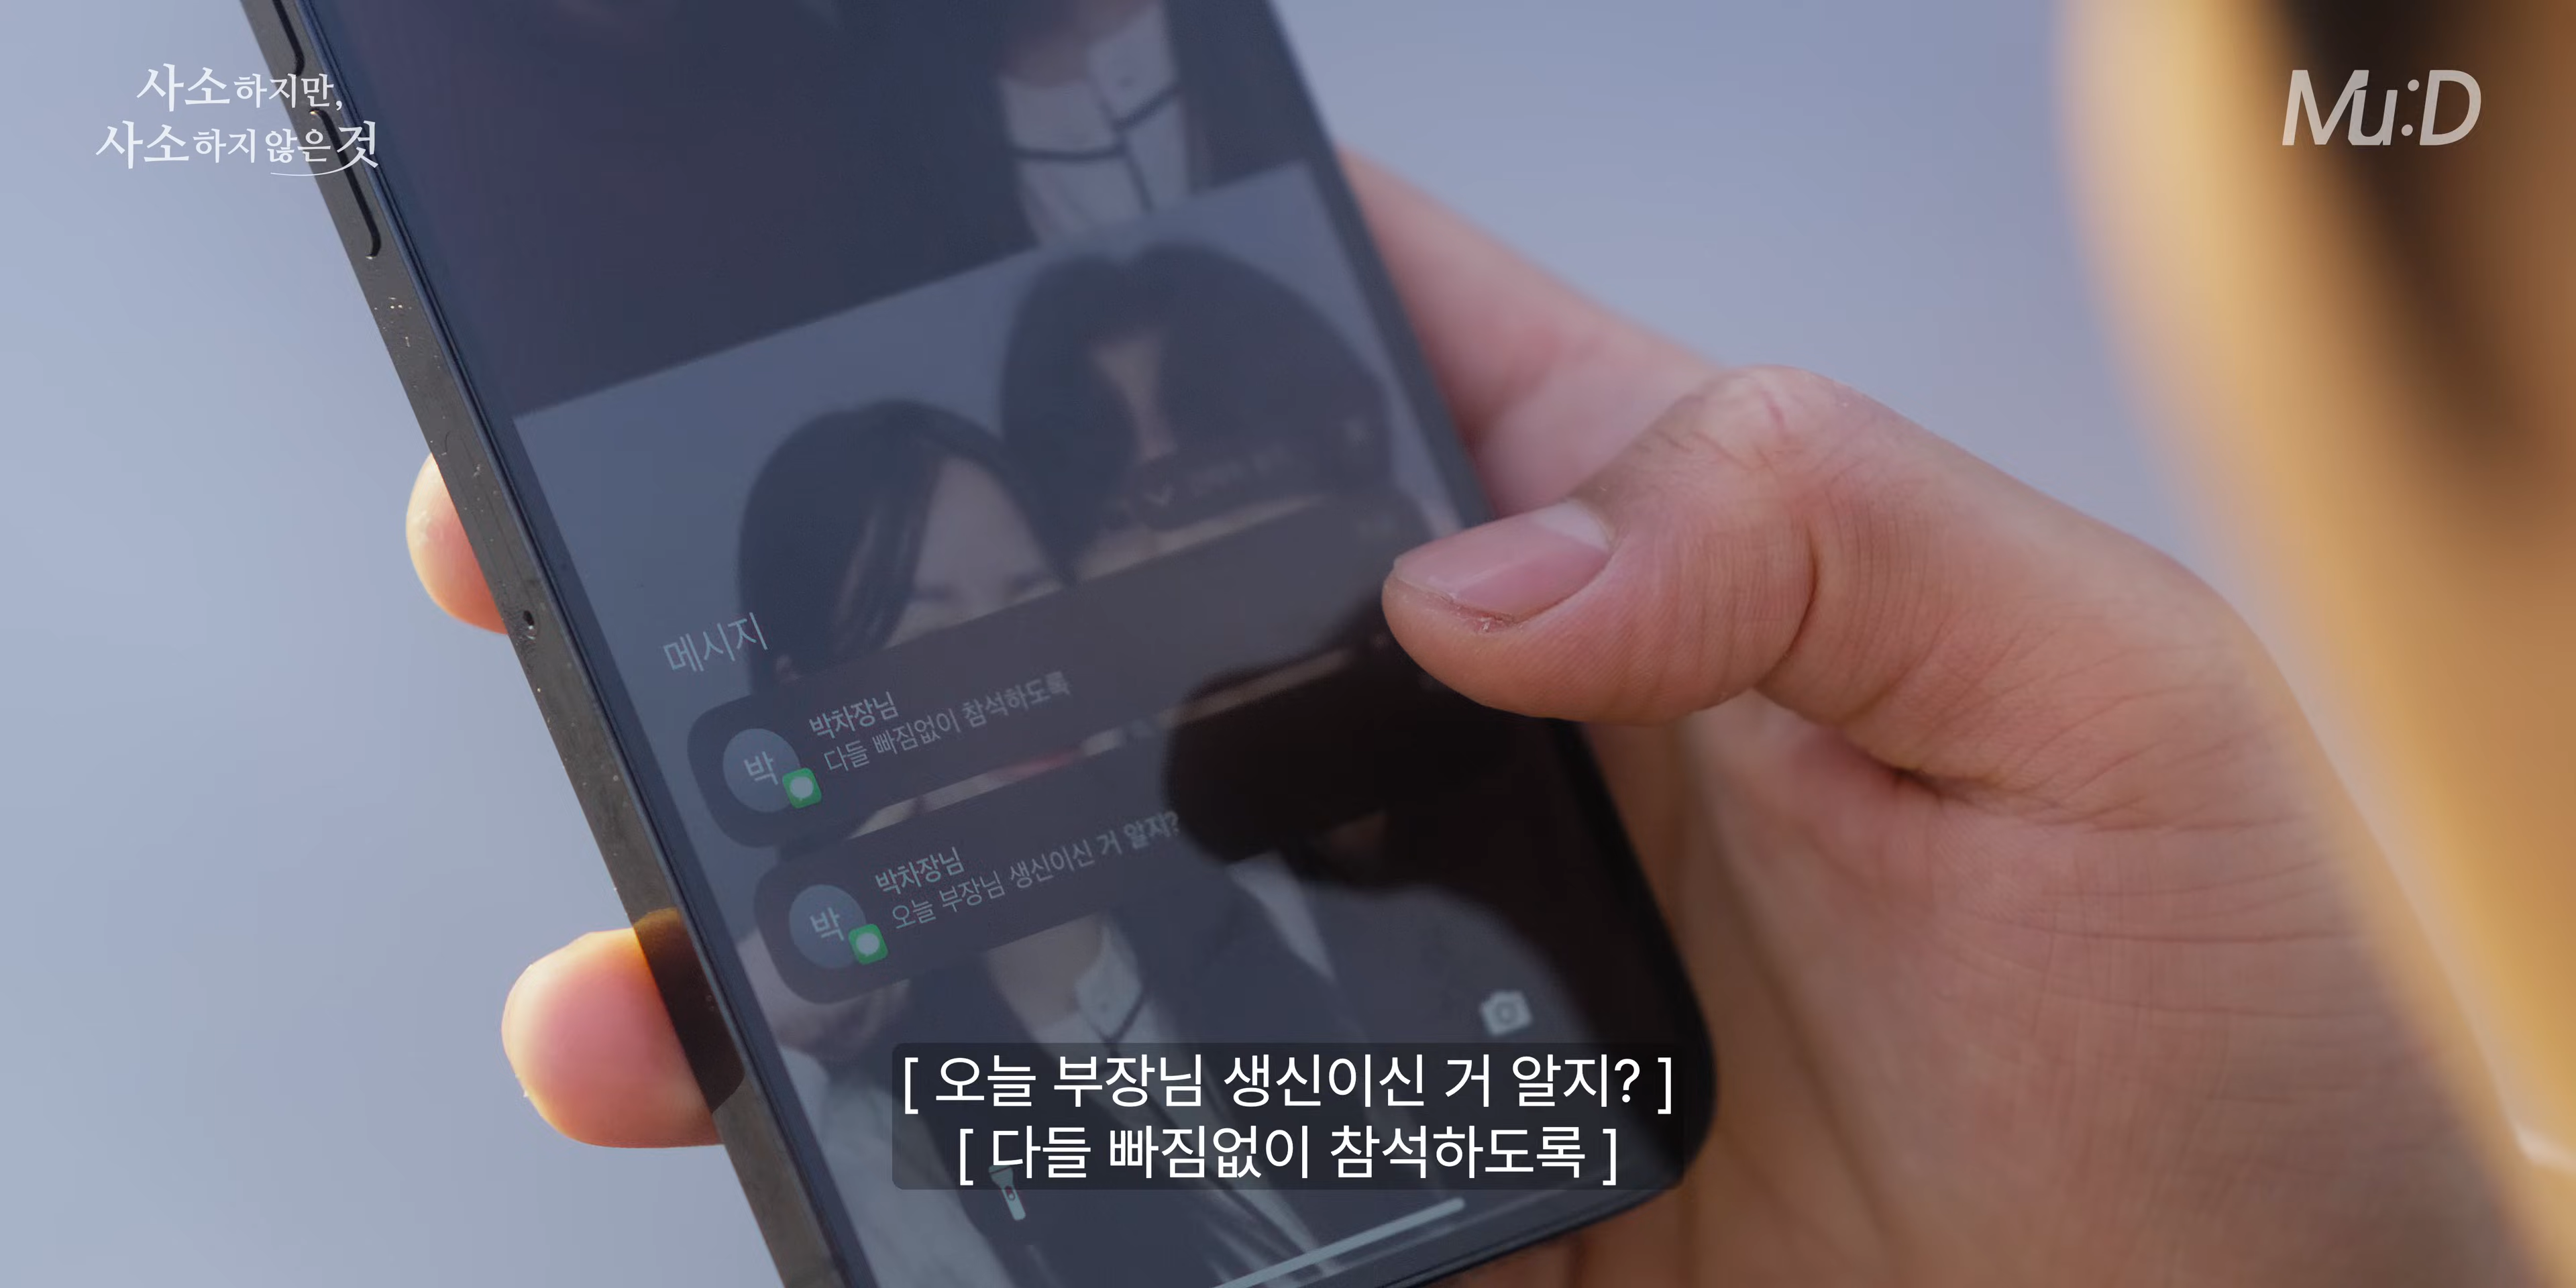 사소하지만,
사소하지 않은 것
Mu:D
메시지
박
박차장님
다들 빠짐없이 참석하도록
박
박차장님
오늘 부장님 생신이신 거 알지?
[ 오늘 부장님 생신이신 거 알지? ]
[ 다들 빠짐없이 참석하도록 ]